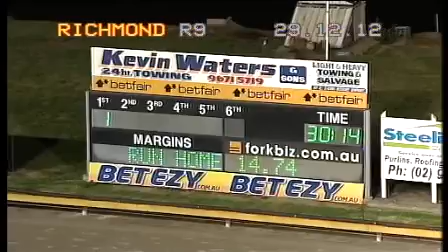 RICHMOND R9 29.12.12
Kevin Waters & SONS
LIGHT & HEAVY
TOWING &
SALVAGE
24hr. TOWING 9671 5719
betfair betfair betfair betfair
1ST 2ND 3RD 4TH 5TH 6TH TIME
1 30:14
MARGINS forkbiz.com.au
RUN HOME 14.74
BETEZY.COM.AU BETEZY.COM.AU
Steelin
Purlins, Roofing
Ph: (02) 9